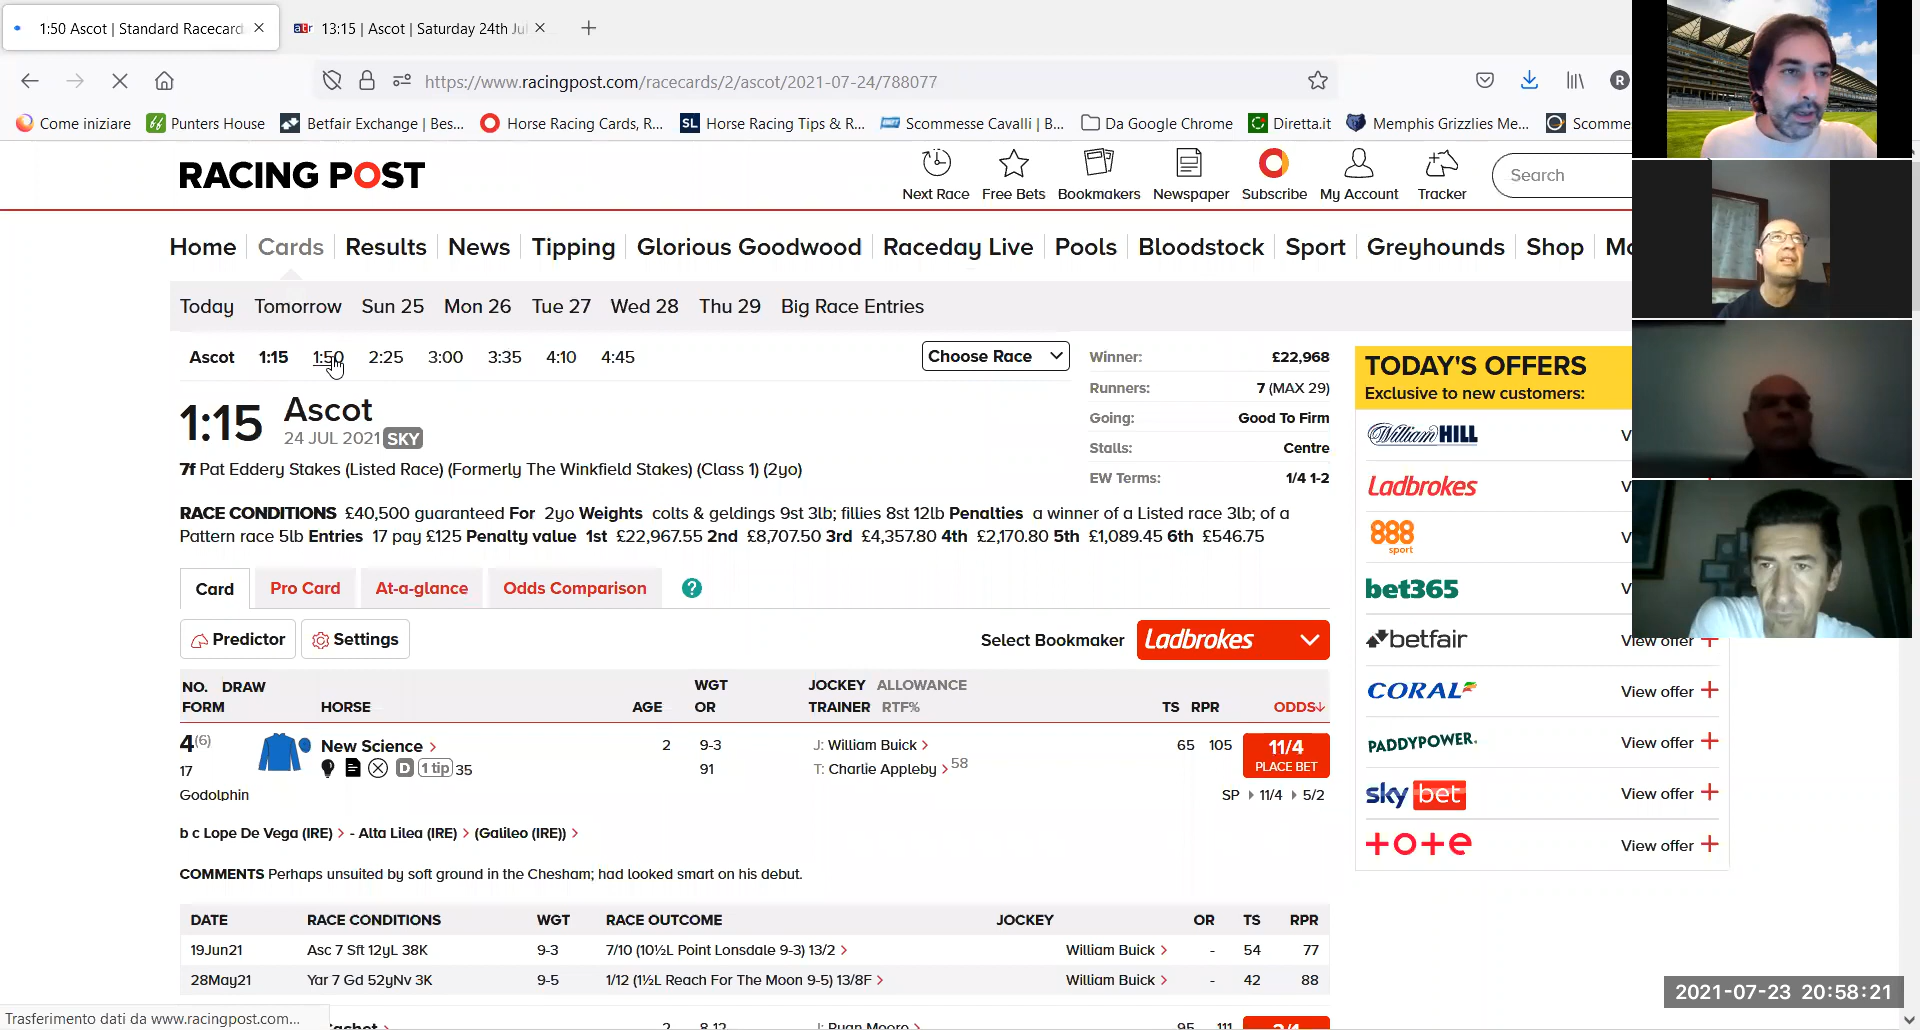 1:50 Ascot | Standard Racecard
atr 13:15 | Ascot | Saturday 24th Jul
https://www.racingpost.com/racecards/2/ascot/2021-07-24/788077
R
Come iniziare Punters House Betfair Exchange | Bes... Horse Racing Cards, R... SL Horse Racing Tips & R... Scommesse Cavalli | B... Da Google Chrome Diretta.it Memphis Grizzlies Me... Scomme
RACING POST
Next Race Free Bets Bookmakers Newspaper Subscribe My Account Tracker Search
Home Cards Results News Tipping Glorious Goodwood Raceday Live Pools Bloodstock Sport Greyhounds Shop
Today Tomorrow Sun 25 Mon 26 Tue 27 Wed 28 Thu 29 Big Race Entries
Ascot 1:15 1:50 2:25 3:00 3:35 4:10 4:45 Choose Race
1:15 Ascot
24 JUL 2021 SKY
7f Pat Eddery Stakes (Listed Race) (Formerly The Winkfield Stakes) (Class 1) (2yo)
Winner: £22,968
Runners: 7 (MAX 29)
Going: Good To Firm
Stalls: Centre
EW Terms: 1/4 1-2
RACE CONDITIONS £40,500 guaranteed For 2yo Weights colts & geldings 9st 3lb; fillies 8st 12lb Penalties a winner of a Listed race 3lb; of a
Pattern race 5lb Entries 17 pay £125 Penalty value 1st £22,967.55 2nd £8,707.50 3rd £4,357.80 4th £2,170.80 5th £1,089.45 6th £546.75
Card Pro Card At-a-glance Odds Comparison ?
Predictor Settings Select Bookmaker Ladbrokes
NO. DRAW WGT JOCKEY ALLOWANCE
FORM HORSE AGE OR TRAINER RTF% TS RPR ODDS
4(6) New Science 2 9-3 J: William Buick 65 105 11/4
PLACE BET
17 D 1 tip 35 91 T: Charlie Appleby 58
Godolphin SP 11/4 5/2
b c Lope De Vega (IRE) - Alta Lilea (IRE) (Galileo (IRE))
COMMENTS Perhaps unsuited by soft ground in the Chesham; had looked smart on his debut.
DATE RACE CONDITIONS WGT RACE OUTCOME JOCKEY OR TS RPR
19Jun21 Asc 7 Sft 12yL 38K 9-3 7/10 (10½L Point Lonsdale 9-3) 13/2 William Buick - 54 77
28May21 Yar 7 Gd 52yNv 3K 9-5 1/12 (1½L Reach For The Moon 9-5) 13/8F William Buick - 42 88
2 8-12 J: Ryan Moore 95 111
Trasferimento dati da www.racingpost.com...
TODAY'S OFFERS
Exclusive to new customers:
William HILL
Ladbrokes
888
sport
bet365
betfair View offer
CORAL View offer
PADDYPOWER. View offer
sky bet View offer
tote View offer
2021-07-23 20:58:21